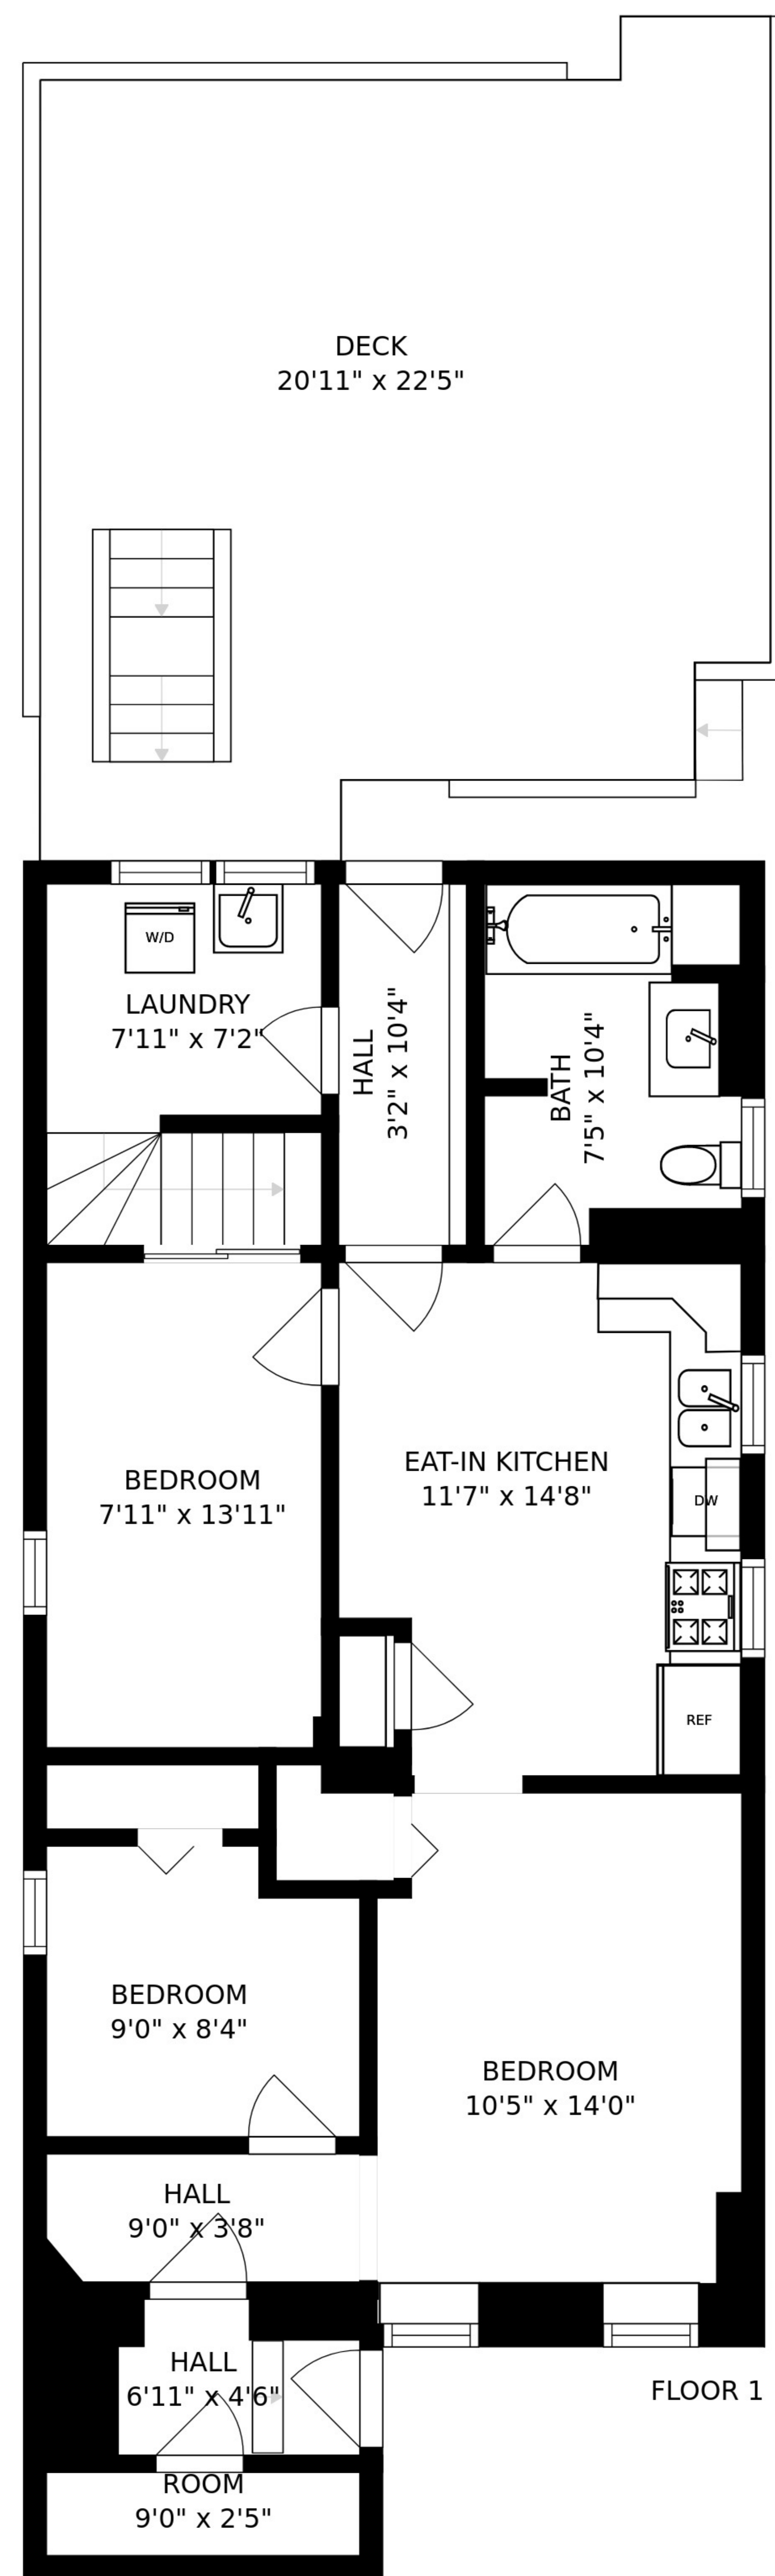 DECK
20'11" x 22'5"
W/D
LAUNDRY
7'11" x 7'2"
HALL
3'2" x 10'4"
BATH
7'5" x 10'4"
EAT-IN KITCHEN
11'7" x 14'8"
BEDROOM
7'11" x 13'11"
DW
REF
BEDROOM
9'0" x 8'4"
BEDROOM
10'5" x 14'0"
HALL
9'0" x 3'8"
HALL
6'11" x 4'6"
FLOOR 1
ROOM
9'0" x 2'5"